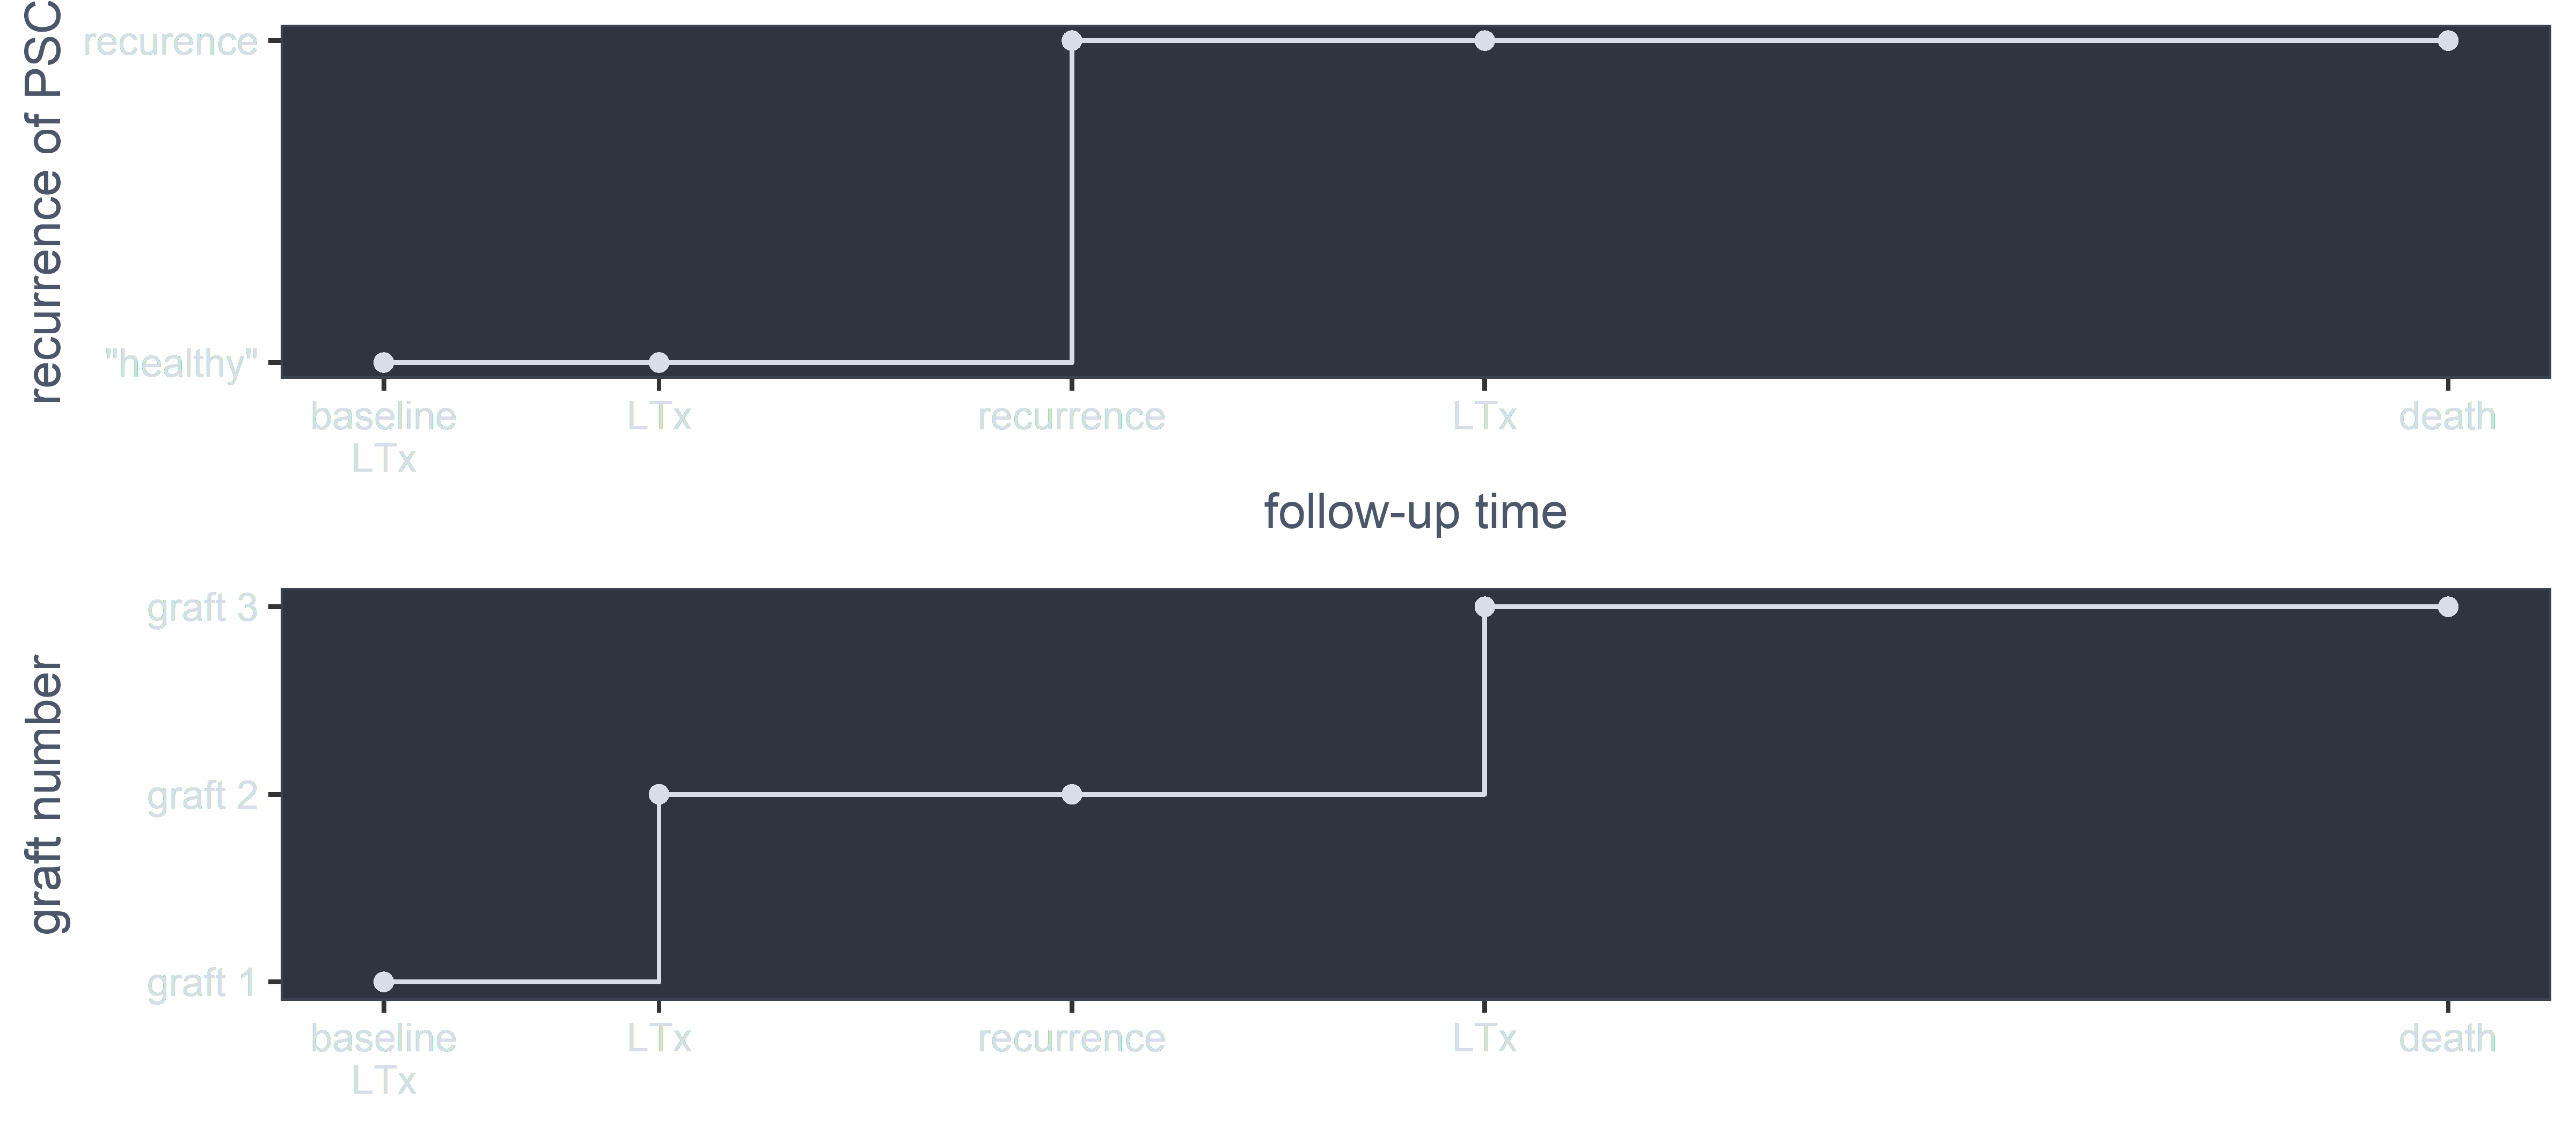 recurrence of PSC
recurence
"healthy"
baseline
LTx
LTx
recurrence
LTx
death
follow-up time
graft number
graft 3
graft 2
graft 1
baseline
LTx
LTx
recurrence
LTx
death